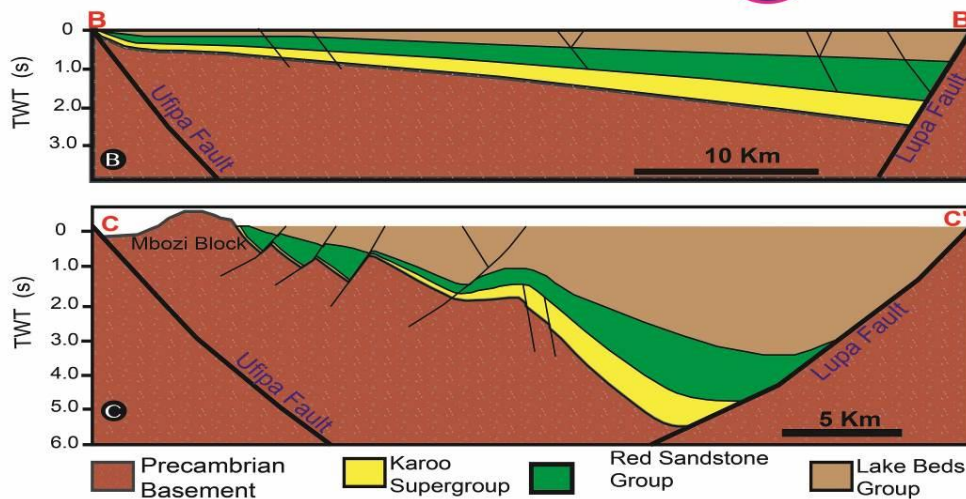 B
B'
TWT (s)
0
1.0
2.0
3.0
Ufipa Fault
Lupa Fault
10 Km
B
C
C'
TWT (s)
0
1.0
2.0
3.0
4.0
5.0
6.0
Mbozi Block
Ufipa Fault
Lupa Fault
5 Km
C
Precambrian
Basement
Karoo
Supergroup
Red Sandstone
Group
Lake Beds
Group